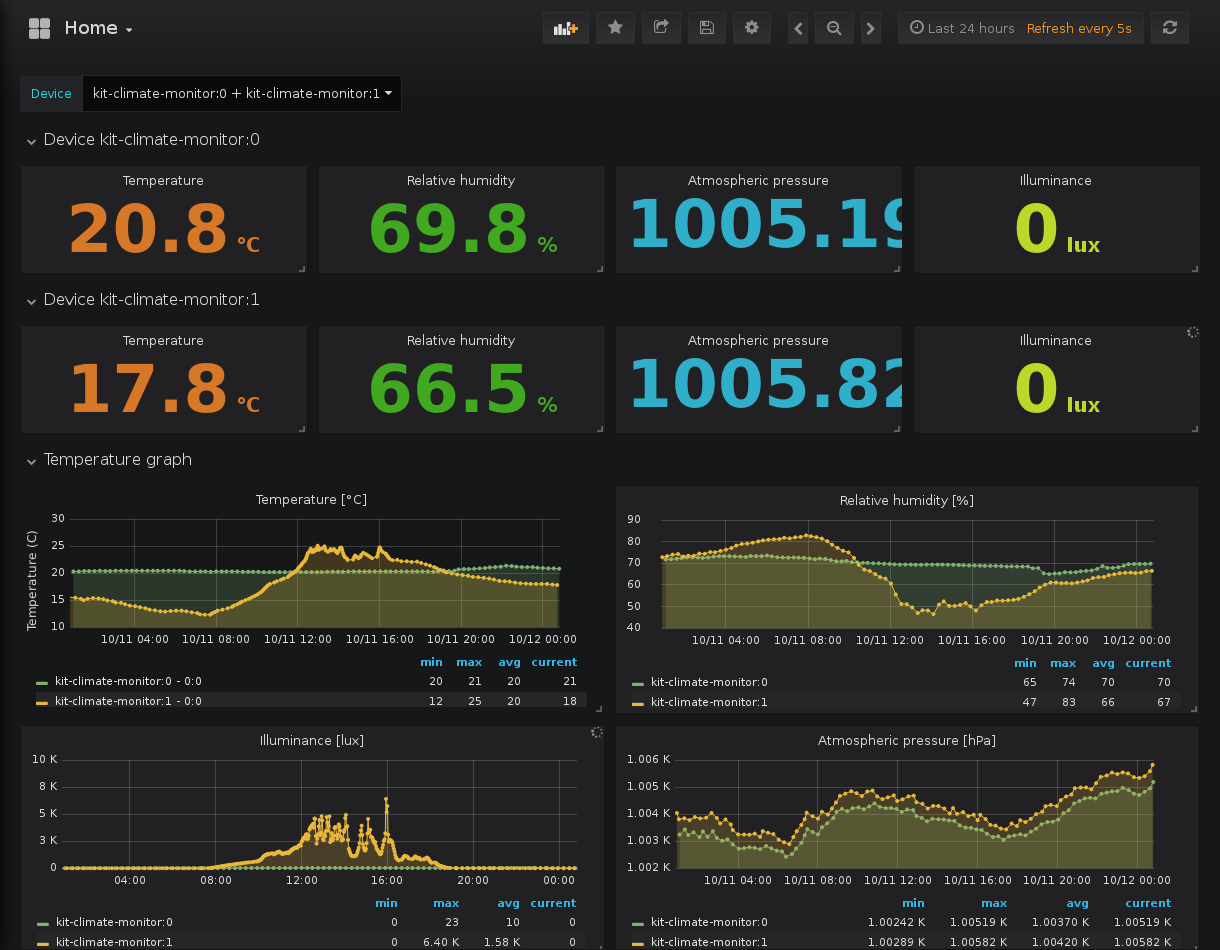 Home
Last 24 hours Refresh every 5s
Device kit-climate-monitor:0 + kit-climate-monitor:1
Device kit-climate-monitor:0
Temperature
20.8 °C
Relative humidity
69.8 %
Atmospheric pressure
1005.19
Illuminance
0 lux
Device kit-climate-monitor:1
Temperature
17.8 °C
Relative humidity
66.5 %
Atmospheric pressure
1005.82
Illuminance
0 lux
Temperature graph
Temperature [°C]
Temperature (C)
30
25
20
15
10
10/11 04:00 10/11 08:00 10/11 12:00 10/11 16:00 10/11 20:00 10/12 00:00
min max avg current
kit-climate-monitor:0 - 0:0 20 21 20 21
kit-climate-monitor:1 - 0:0 12 25 20 18
Relative humidity [%]
90
80
70
60
50
40
10/11 04:00 10/11 08:00 10/11 12:00 10/11 16:00 10/11 20:00 10/12 00:00
min max avg current
kit-climate-monitor:0 65 74 70 70
kit-climate-monitor:1 47 83 66 67
Illuminance [lux]
10 K
8 K
5 K
3 K
0
04:00 08:00 12:00 16:00 20:00 00:00
min max avg current
kit-climate-monitor:0 0 23 10 0
kit-climate-monitor:1 0 6.40 K 1.58 K 0
Atmospheric pressure [hPa]
1.006 K
1.005 K
1.004 K
1.003 K
1.002 K
10/11 04:00 10/11 08:00 10/11 12:00 10/11 16:00 10/11 20:00 10/12 00:00
min max avg current
kit-climate-monitor:0 1.00242 K 1.00519 K 1.00370 K 1.00519 K
kit-climate-monitor:1 1.00289 K 1.00582 K 1.00420 K 1.00582 K